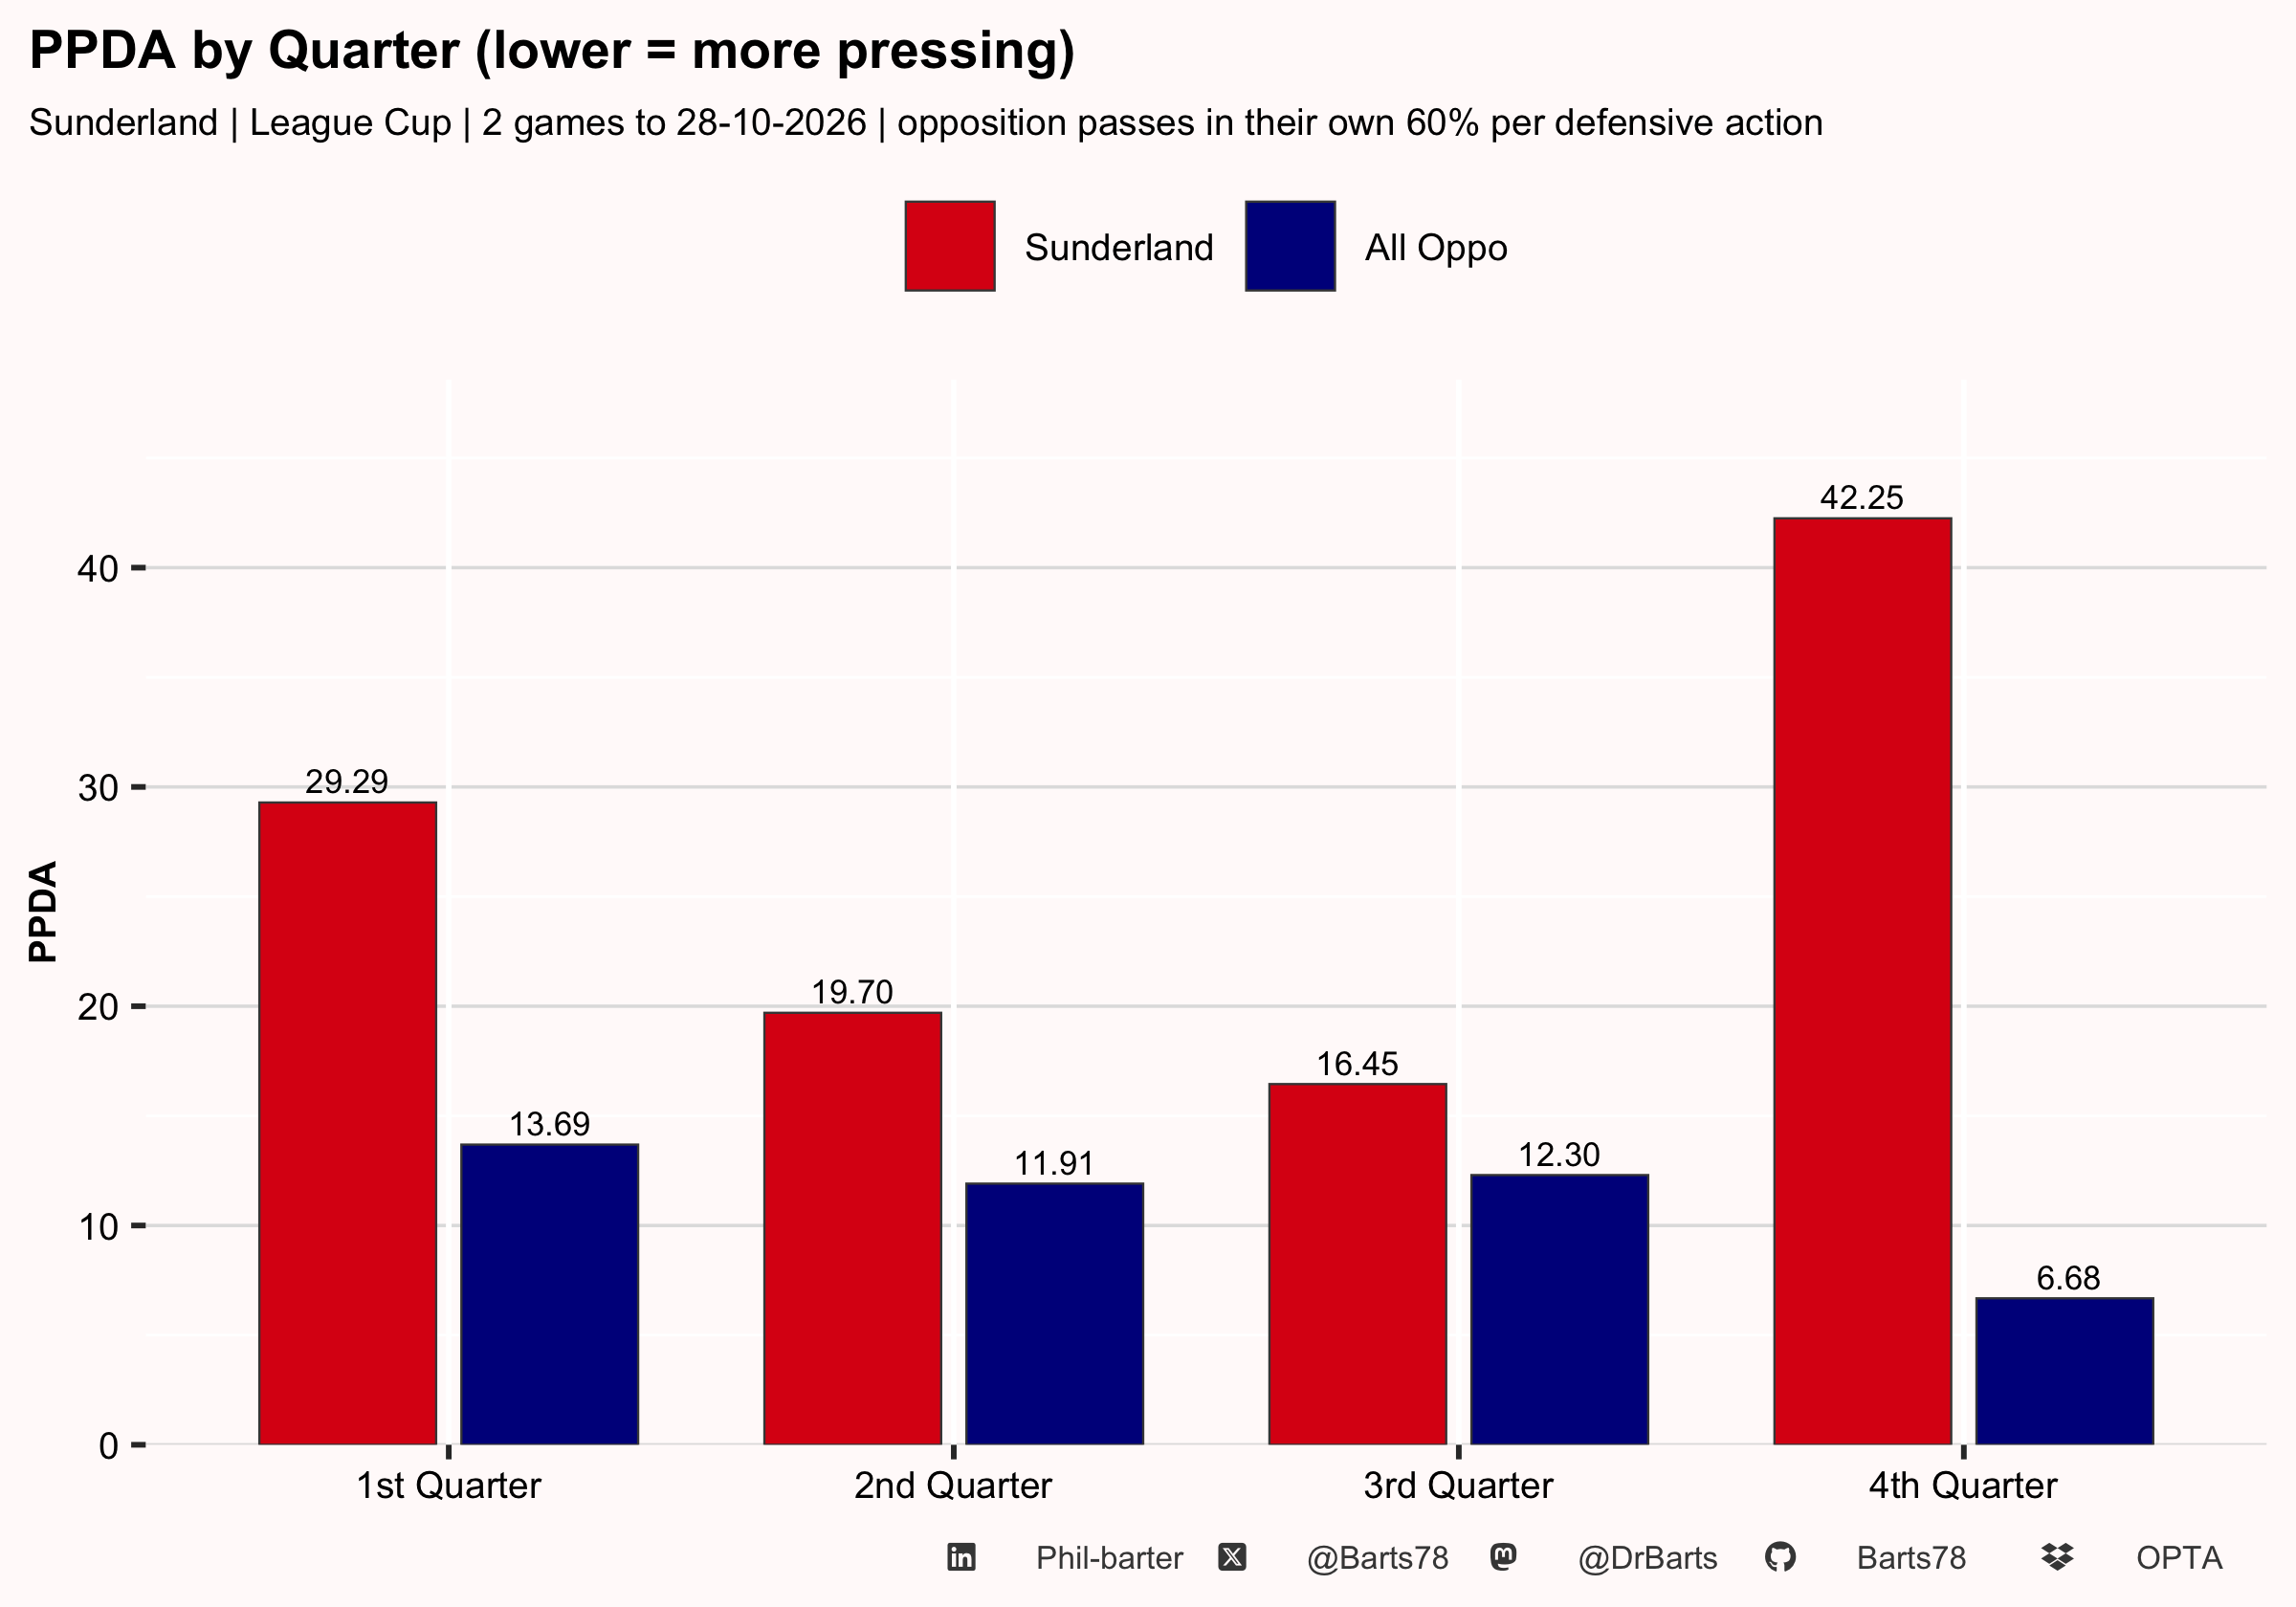 PPDA by Quarter (lower = more pressing)
Sunderland | League Cup | 2 games to 28-10-2026 | opposition passes in their own 60% per defensive action
Sunderland All Oppo
42.25
40
29.29
30
19.70
20
16.45
13.69
12.30
11.91
10
6.68
0
PPDA
1st Quarter 2nd Quarter 3rd Quarter 4th Quarter
Phil-barter @Barts78 @DrBarts Barts78 OPTA